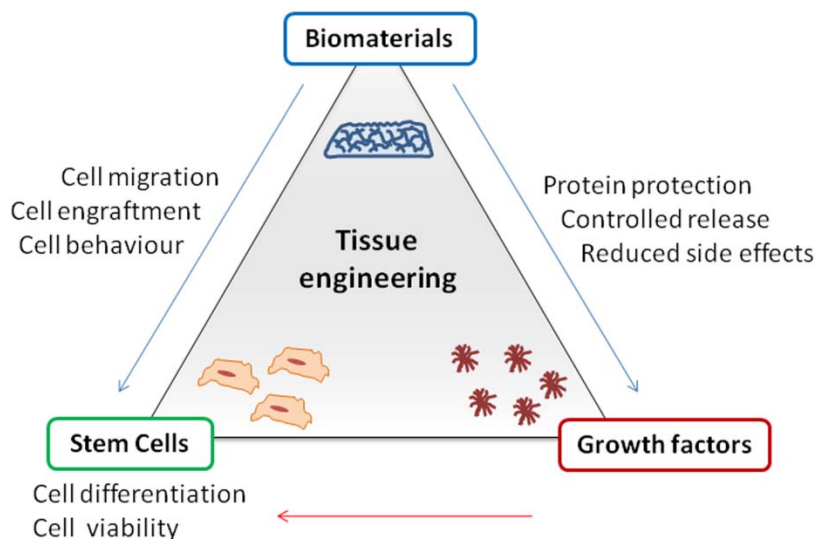 Biomaterials
Cell migration
Cell engraftment
Cell behaviour
Protein protection
Controlled release
Reduced side effects
Tissue
engineering
Stem Cells
Growth factors
Cell differentiation
Cell viability